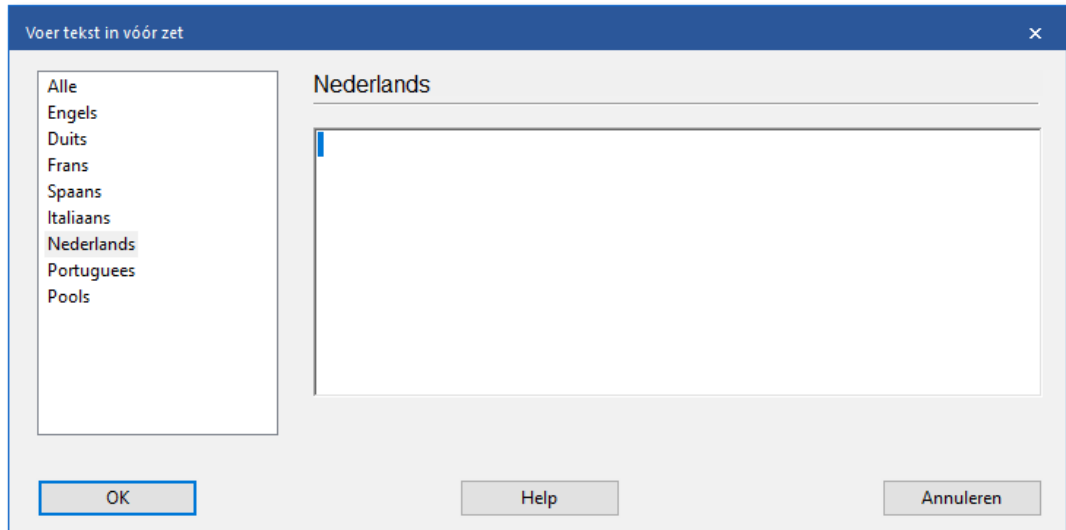 Voer tekst in vóór zet
Alle
Engels
Duits
Frans
Spaans
Italiaans
Nederlands
Portuguees
Pools
Nederlands
OK
Help
Annuleren